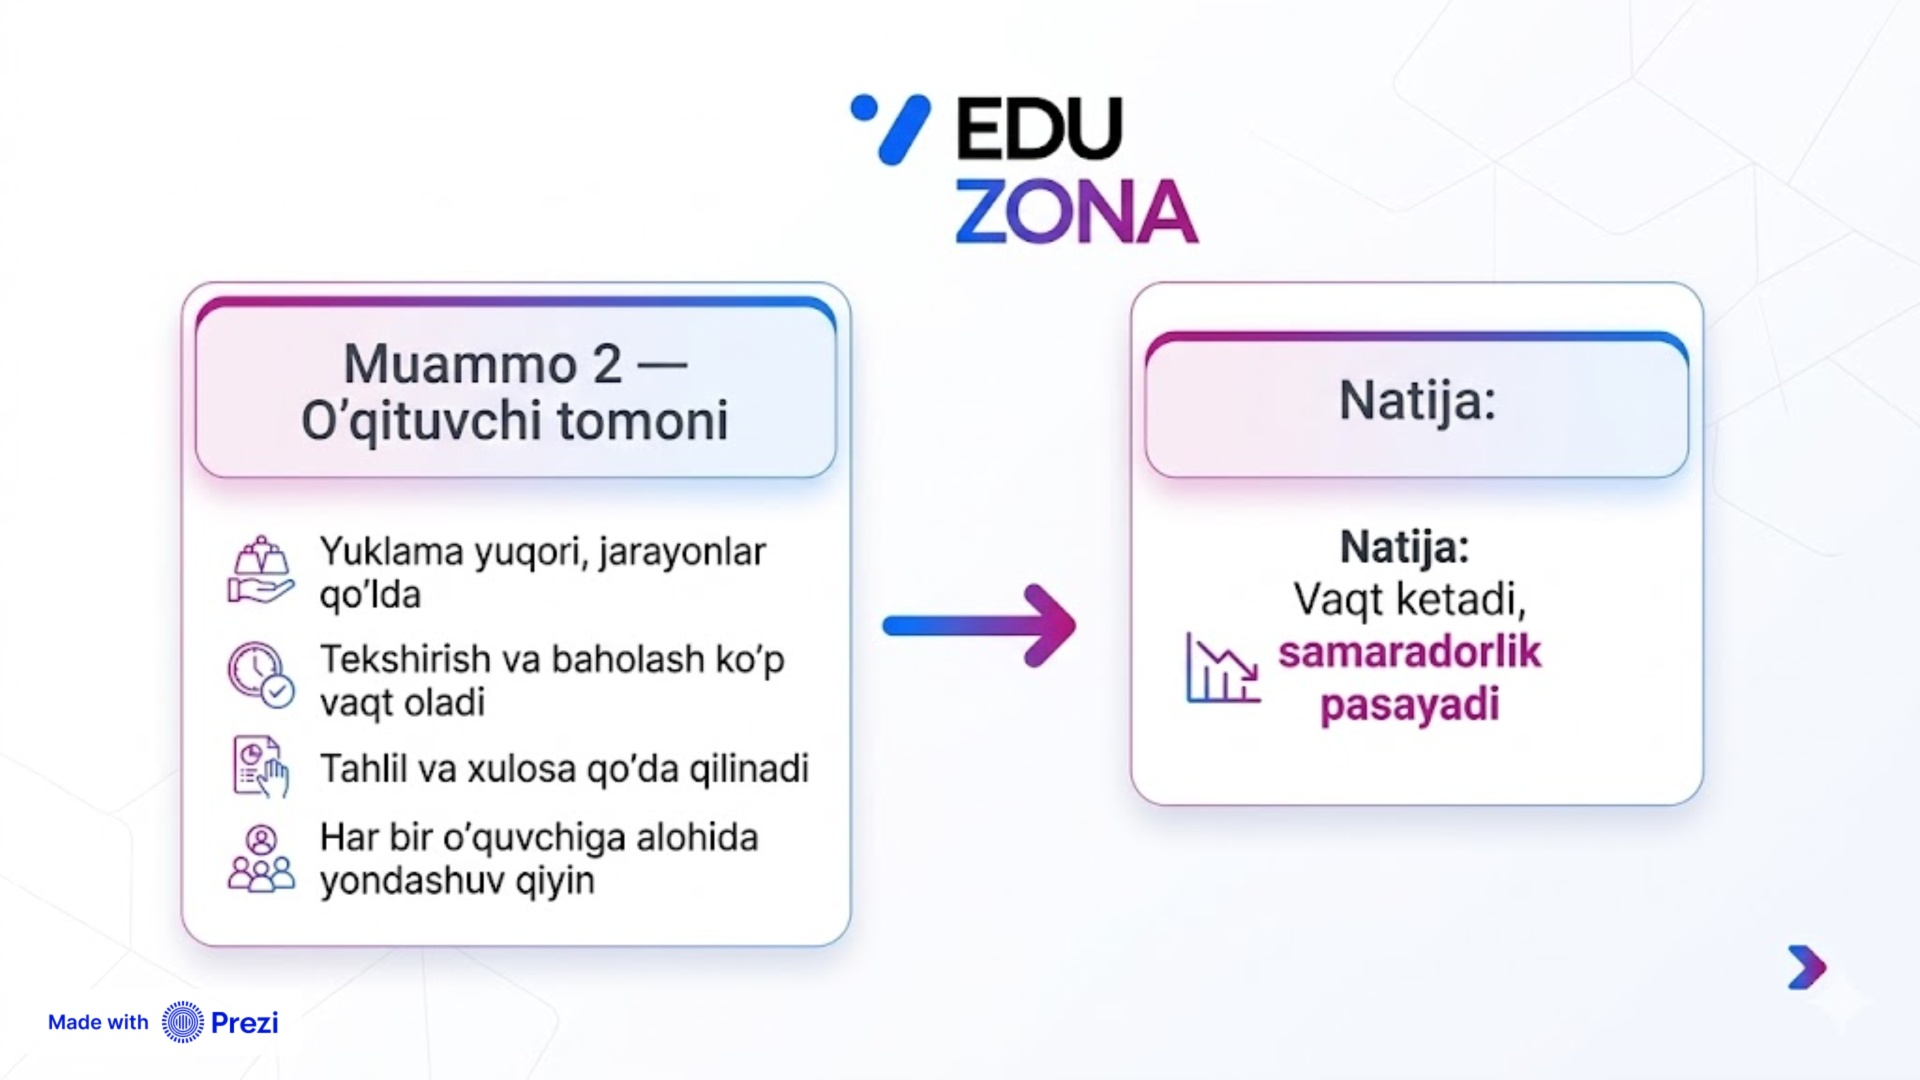 EDU
ZONA
Muammo 2 —
O’qituvchi tomoni
Yuklama yuqori, jarayonlar
qo’lda
Tekshirish va baholash ko’p
vaqt oladi
Tahlil va xulosa qo’da qilinadi
Har bir o’quvchiga alohida
yondashuv qiyin
Natija:
Natija:
Vaqt ketadi,
samaradorlik
pasayadi
Made with Prezi